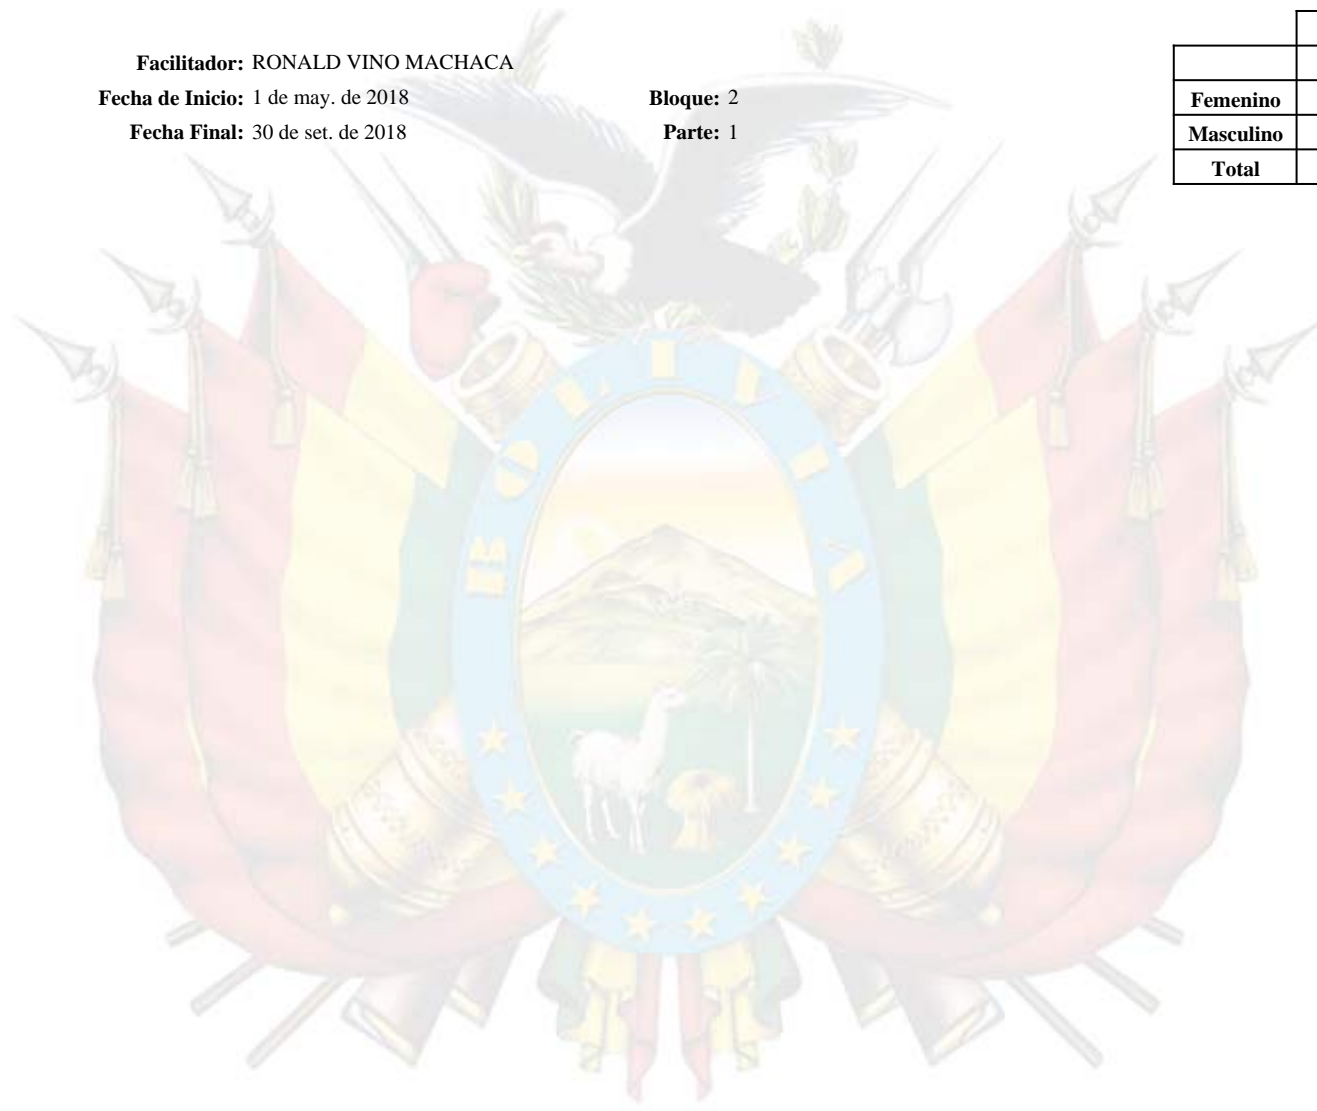 Facilitador: RONALD VINO MACHACA
Fecha de Inicio: 1 de may. de 2018 Bloque: 2
Fecha Final: 30 de set. de 2018 Parte: 1
Femenino
Masculino
Total
BOLIVIA